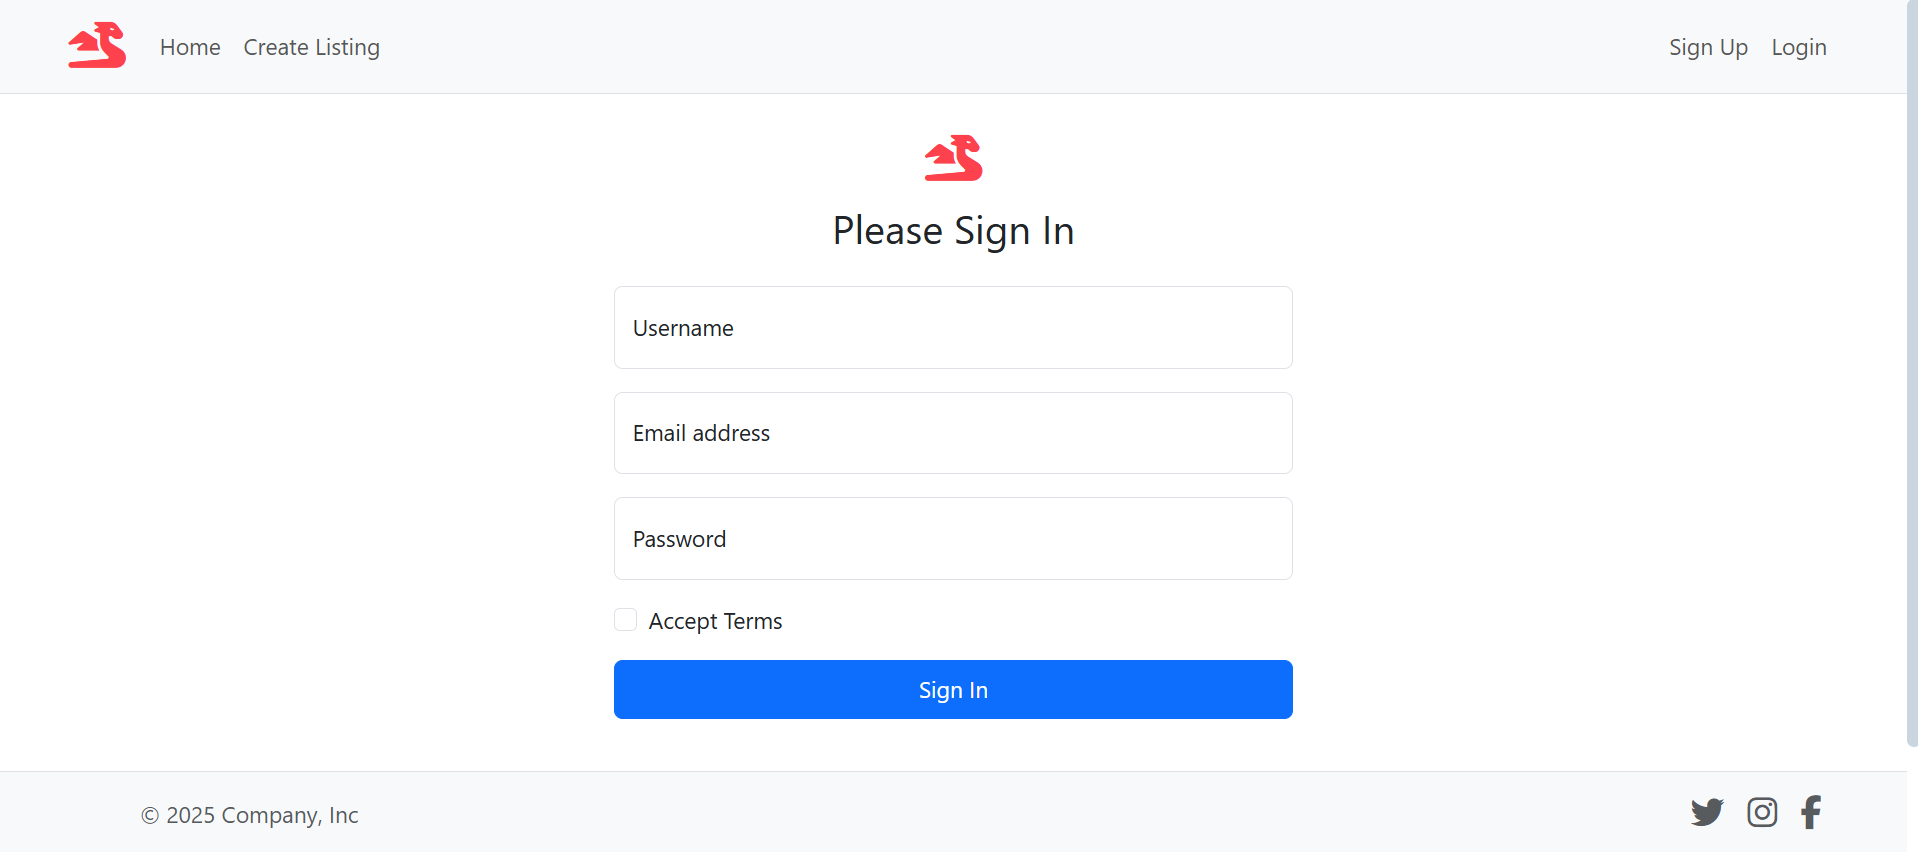 Home Create Listing Sign Up Login
Please Sign In
Username
Email address
Password
Accept Terms
Sign In
© 2025 Company, Inc